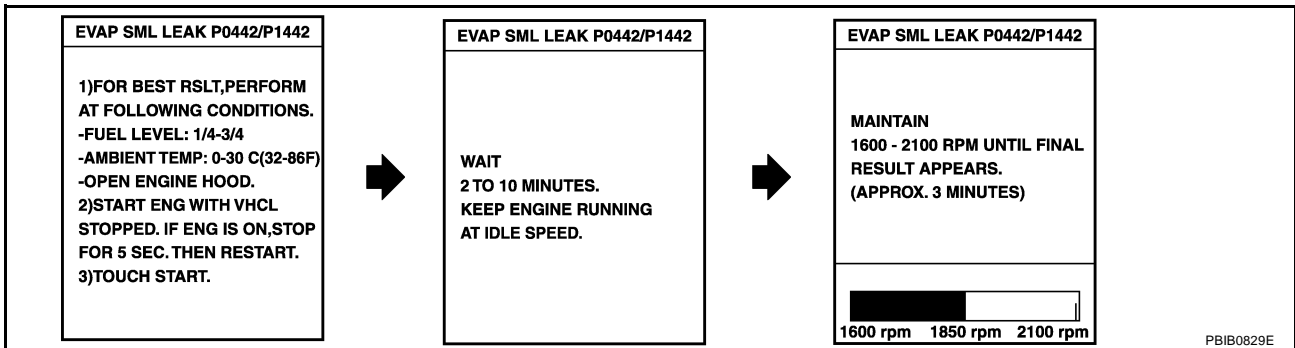 EVAP SML LEAK P0442/P1442
1)FOR BEST RSLT,PERFORM
AT FOLLOWING CONDITIONS.
-FUEL LEVEL: 1/4-3/4
-AMBIENT TEMP: 0-30 C(32-86F)
-OPEN ENGINE HOOD.
2)START ENG WITH VHCL
STOPPED. IF ENG IS ON,STOP
FOR 5 SEC. THEN RESTART.
3)TOUCH START.
EVAP SML LEAK P0442/P1442
WAIT
2 TO 10 MINUTES.
KEEP ENGINE RUNNING
AT IDLE SPEED.
EVAP SML LEAK P0442/P1442
MAINTAIN
1600 - 2100 RPM UNTIL FINAL
RESULT APPEARS.
(APPROX. 3 MINUTES)
1600 rpm 1850 rpm 2100 rpm
PBIB0829E